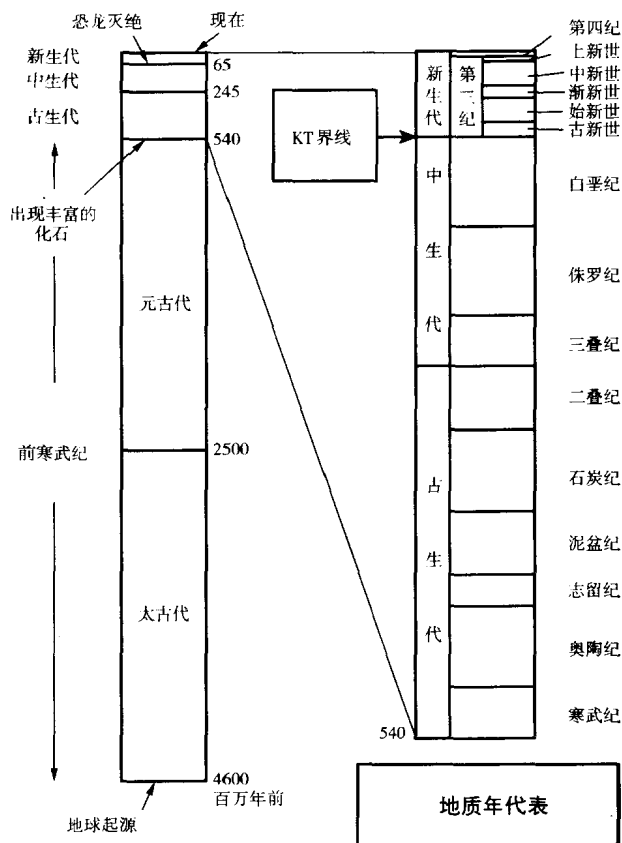 恐龙灭绝
现在
新生代
65
中生代
245
古生代
540
出现丰富的
化石
元古代
前寒武纪
2500
太古代
4600
百万年前
地球起源
KT界线
新生代
第三纪
第四纪
上新世
中新世
渐新世
始新世
古新世
中生代
白垩纪
侏罗纪
三叠纪
古生代
二叠纪
石炭纪
泥盆纪
志留纪
奥陶纪
寒武纪
540
地质年代表